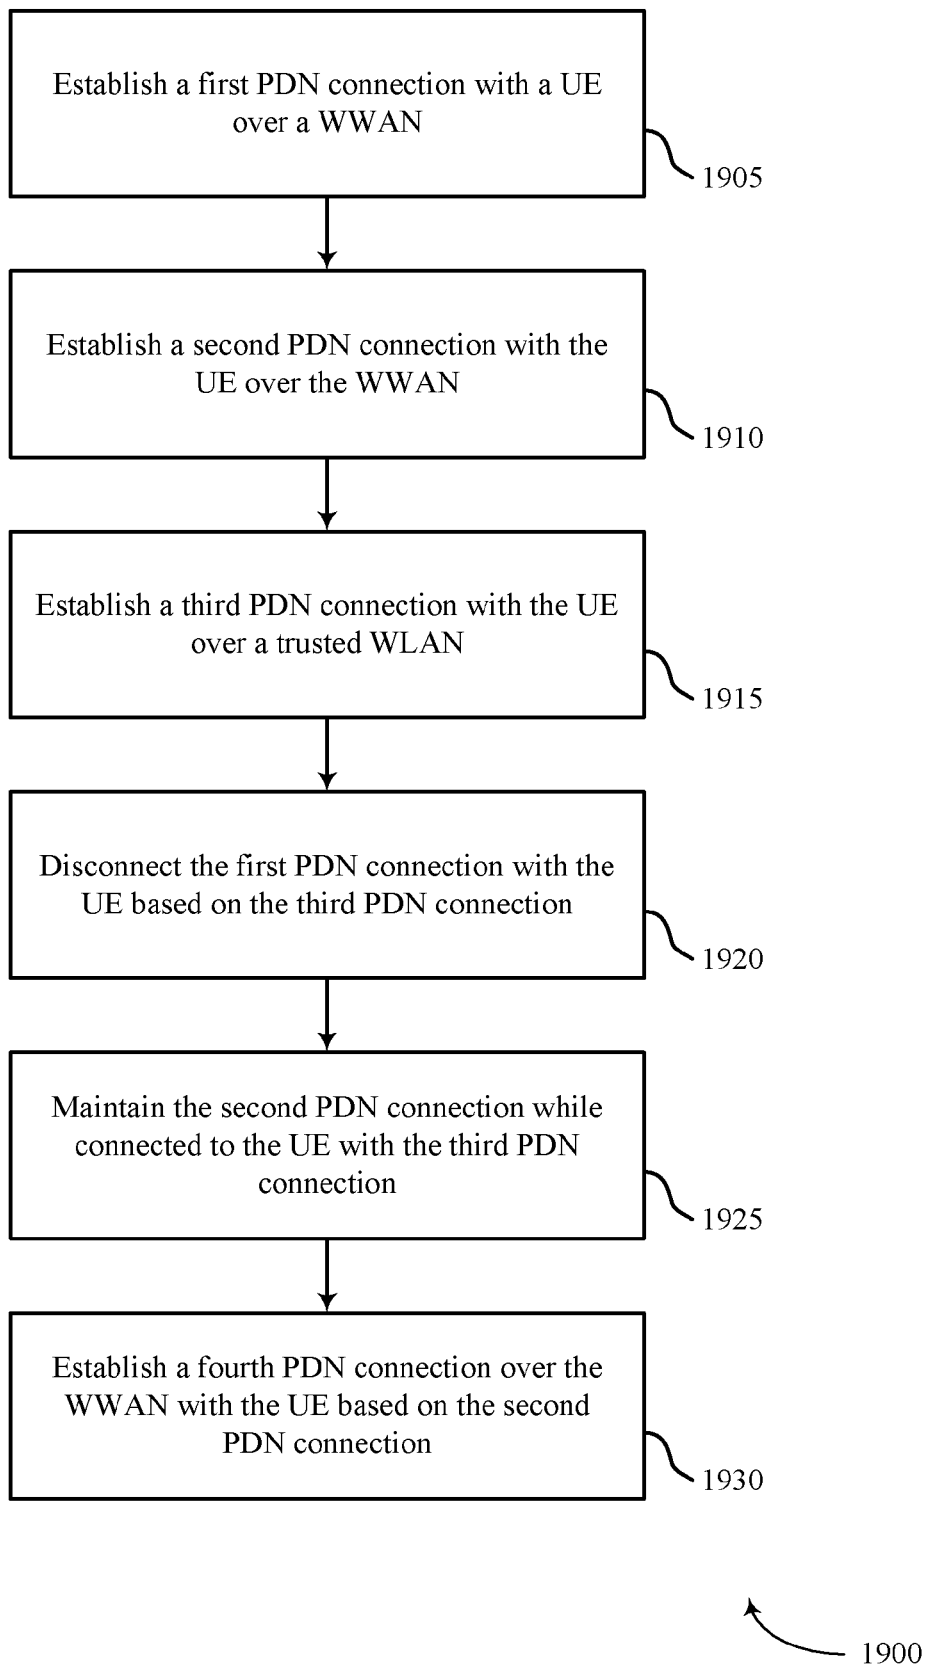 Establish a first PDN connection with a UE
over a WWAN
1905
Establish a second PDN connection with the
UE over the WWAN
1910
Establish a third PDN connection with the UE
over a trusted WLAN
1915
Disconnect the first PDN connection with the
UE based on the third PDN connection
1920
Maintain the second PDN connection while
connected to the UE with the third PDN
connection
1925
Establish a fourth PDN connection over the
WWAN with the UE based on the second
PDN connection
1930
1900